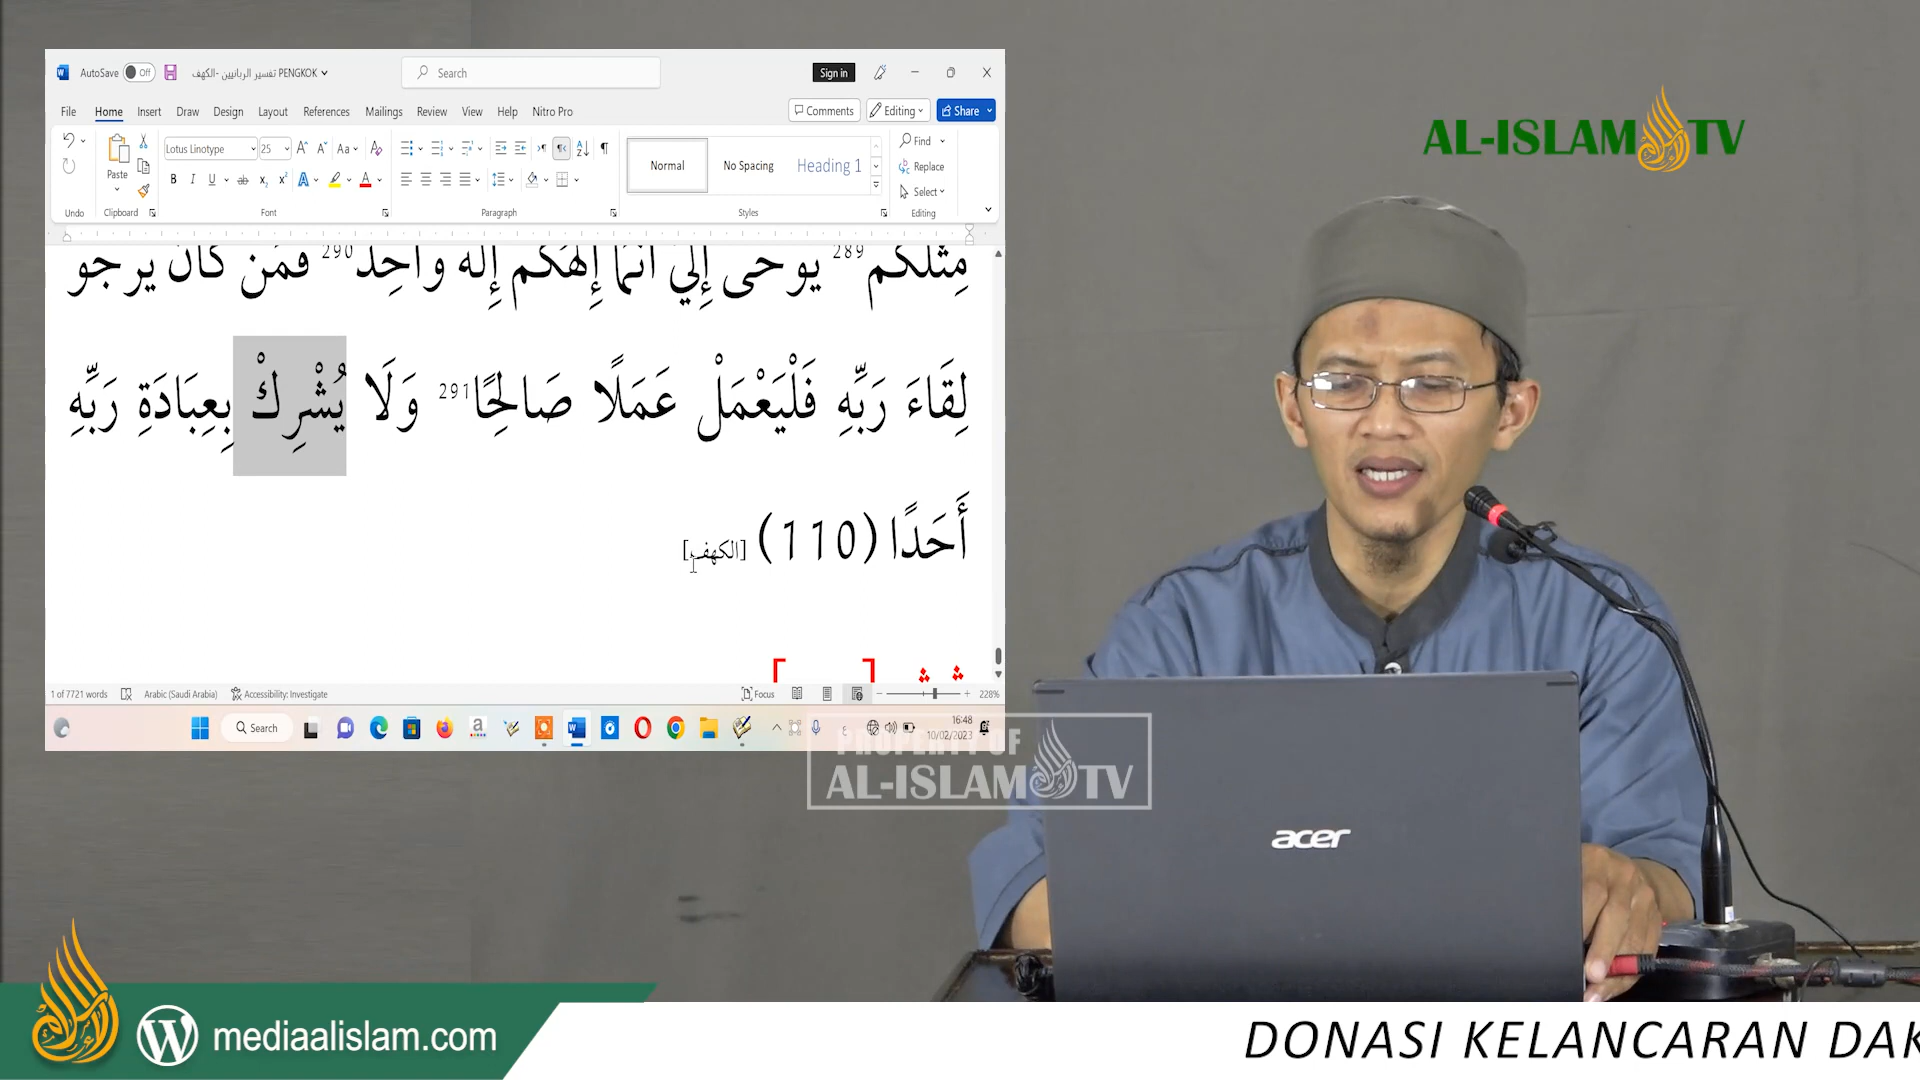 AutoSave Off تفسير الربانيين -الكهف PENGKOK
Search
Sign in
File Home Insert Draw Design Layout References Mailings Review View Help Nitro Pro
Comments Editing Share
Lotus Linotype 25
Paste
Normal No Spacing Heading 1
Find
Replace
Select
Undo Clipboard Font Paragraph Styles Editing
مِثْلُكُمْ289 يُوحَى إِلَيَّ أَنَّمَا إِلَهُكُمْ إِلَهٌ وَاحِدٌ290 فَمَنْ كَانَ يَرْجُو
لِقَاءَ رَبِّهِ فَلْيَعْمَلْ عَمَلًا صَالِحًا291 وَلَا يُشْرِكْ بِعِبَادَةِ رَبِّهِ
أَحَدًا (110) [الكهف]
1 of 7721 words Arabic (Saudi Arabia) Accessibility: Investigate Focus 228%
Search
16:48
10/02/2023
AL-ISLAM TV
PROPERTY OF
AL-ISLAM TV
acer
mediaalislam.com
DONASI KELANCARAN DAK